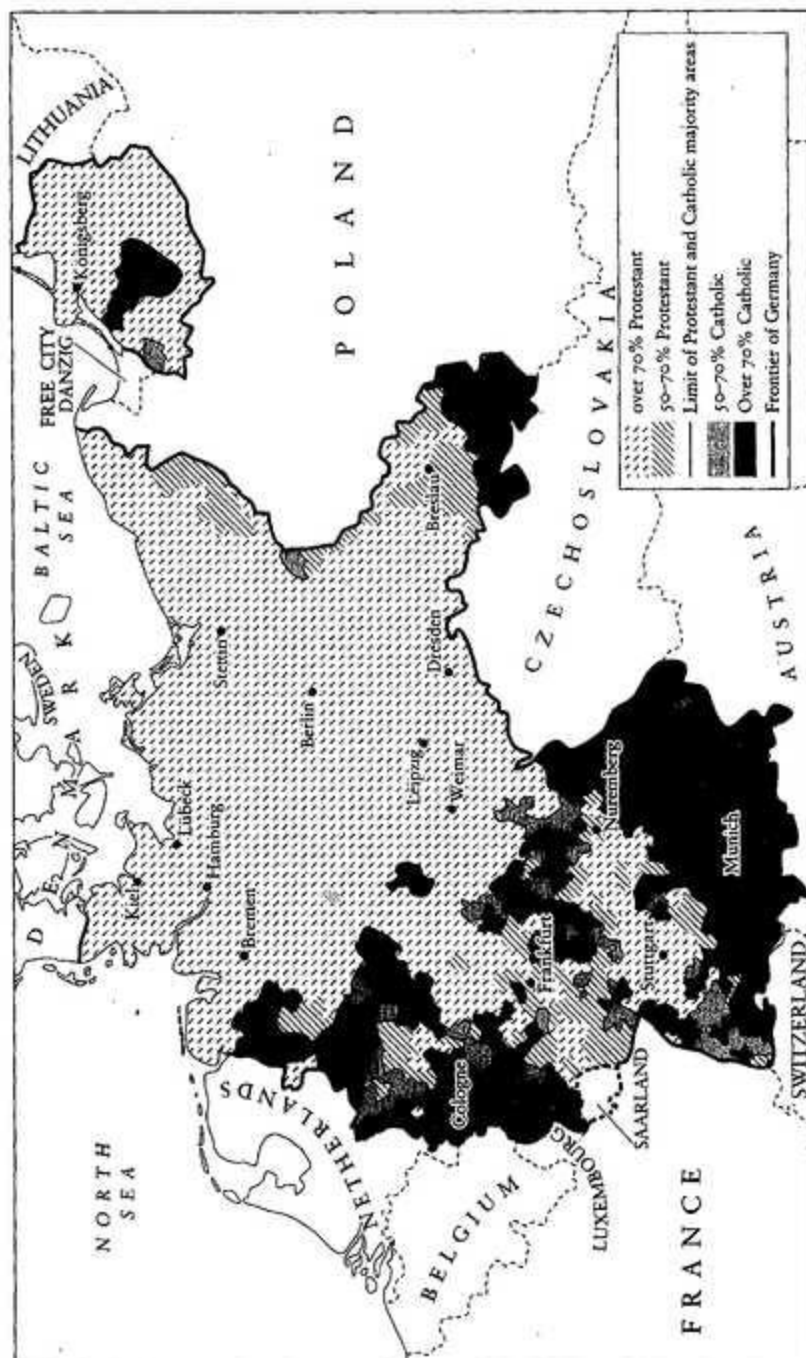 LITHUANIA
Königsberg
FREE CITY
DANZIG
BALTIC
SEA
SWEDEN
DENMARK
NORTH
SEA
Kiel
Lübeck
Hamburg
Bremen
Stettin
Berlin
POLAND
NETHERLANDS
BELGIUM
LUXEMBOURG
SAARLAND
FRANCE
SWITZERLAND
Cologne
Frankfurt
Leipzig
Weimar
Dresden
Breslau
Nuremberg
Stuttgart
Munich
CZECHOSLOVAKIA
AUSTRIA
over 70% Protestant
50–70% Protestant
Limit of Protestant and Catholic majority areas
50–70% Catholic
Over 70% Catholic
Frontier of Germany